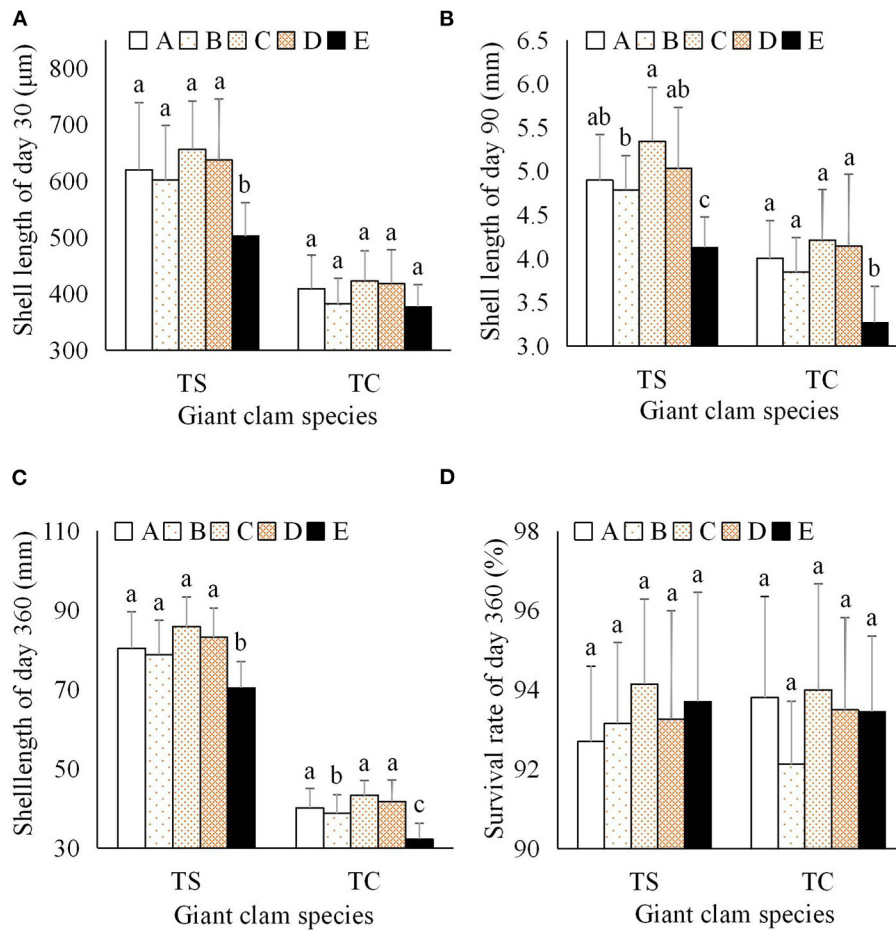 A
A B C D E
Shell length of day 30 (μm)
800
700
600
500
400
300
a a a a b
a a a a a
TS TC
Giant clam species
B
A B C D E
Shell length of day 90 (mm)
6.5
6.0
5.5
5.0
4.5
4.0
3.5
3.0
ab b a ab c
a a a a b
TS TC
Giant clam species
C
A B C D E
Shelllength of day 360 (mm)
110
90
70
50
30
a a a a b
a b a a c
TS TC
Giant clam species
D
A B C D E
Survival rate of day 360 (%)
98
96
94
92
90
a a a a a
a a a a a
TS TC
Giant clam species